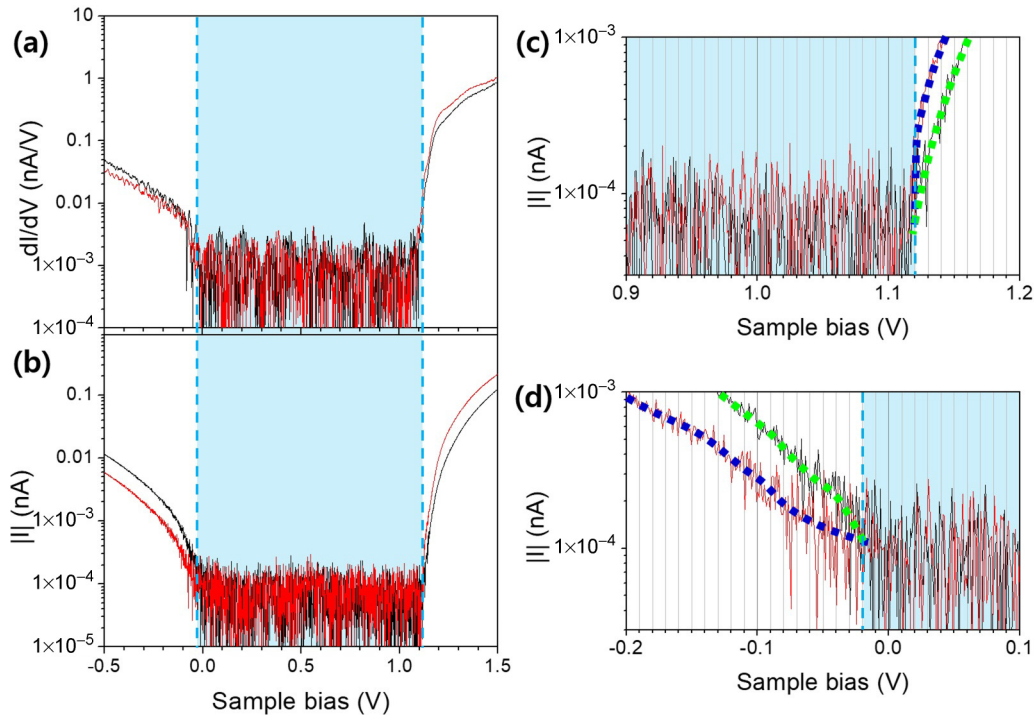 (a)
10
1
0.1
0.01
1×10⁻³
1×10⁻⁴
dI/dV (nA/V)
(b)
0.1
0.01
1×10⁻³
1×10⁻⁴
1×10⁻⁵
|I| (nA)
-0.5
0.0
0.5
1.0
1.5
Sample bias (V)
(c)
1×10⁻³
1×10⁻⁴
|I| (nA)
0.9
1.0
1.1
1.2
Sample bias (V)
(d)
1×10⁻³
1×10⁻⁴
|I| (nA)
-0.2
-0.1
0.0
0.1
Sample bias (V)